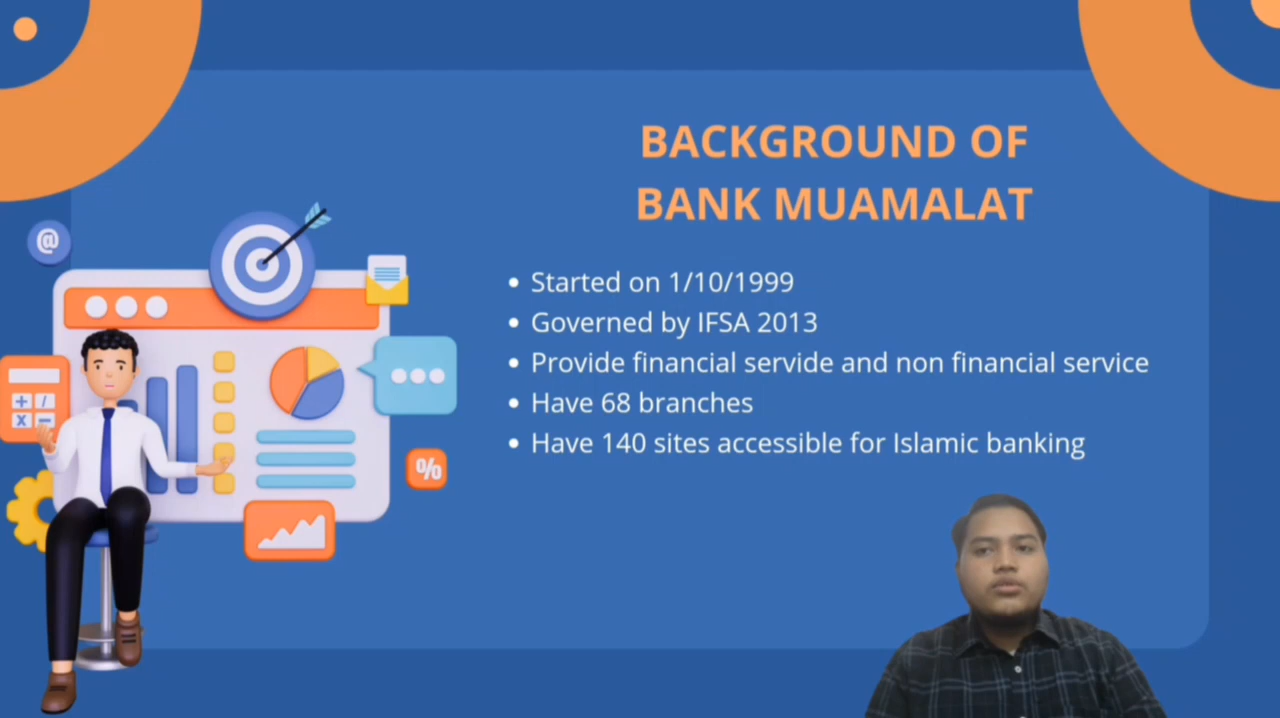 BACKGROUND OF
BANK MUAMALAT
@
• Started on 1/10/1999
• Governed by IFSA 2013
• Provide financial servide and non financial service
• Have 68 branches
• Have 140 sites accessible for Islamic banking
+ /
X −
%